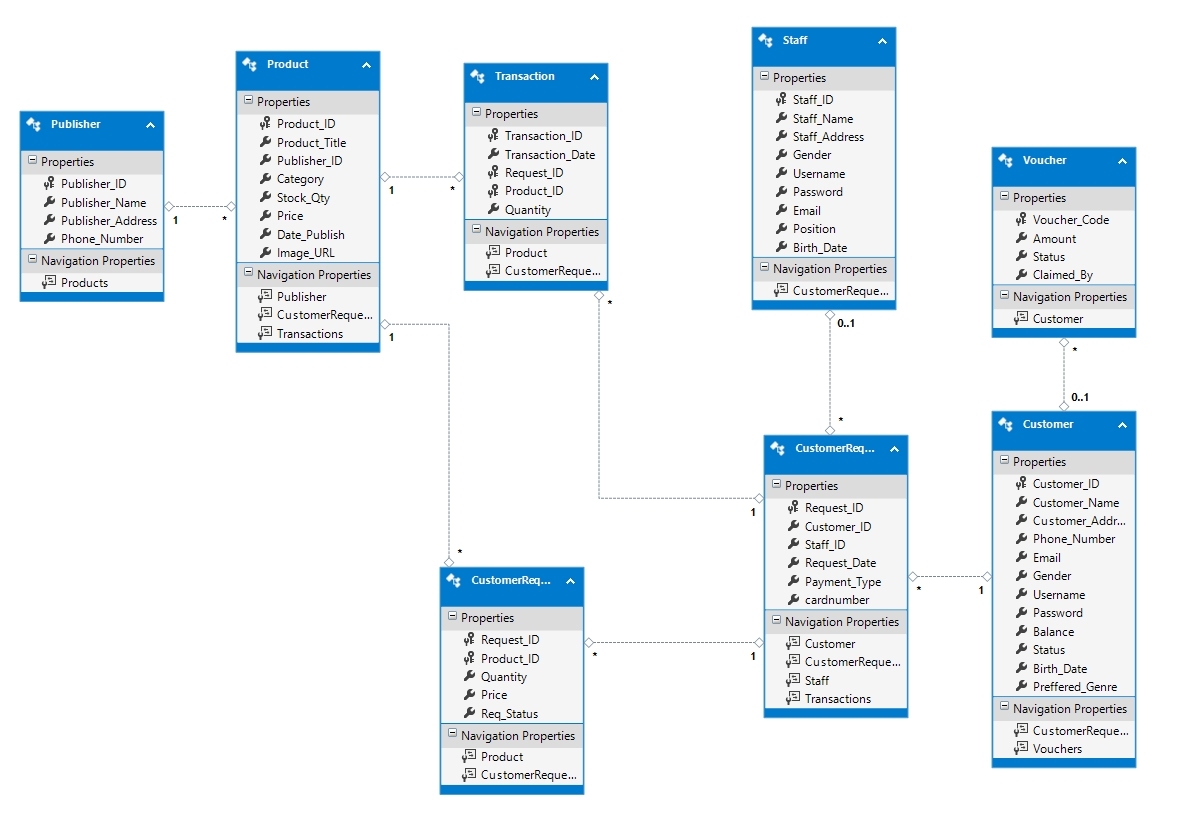 Publisher
Properties
Publisher_ID
Publisher_Name
Publisher_Address
Phone_Number
Navigation Properties
Products
1
*
Product
Properties
Product_ID
Product_Title
Publisher_ID
Category
Stock_Qty
Price
Date_Publish
Image_URL
Navigation Properties
Publisher
CustomerReque...
Transactions
1
*
1
*
Transaction
Properties
Transaction_ID
Transaction_Date
Request_ID
Product_ID
Quantity
Navigation Properties
Product
CustomerReque...
*
1
Staff
Properties
Staff_ID
Staff_Name
Staff_Address
Gender
Username
Password
Email
Position
Birth_Date
Navigation Properties
CustomerReque...
0..1
*
Voucher
Properties
Voucher_Code
Amount
Status
Claimed_By
Navigation Properties
Customer
*
0..1
CustomerReq...
Properties
Request_ID
Product_ID
Quantity
Price
Req_Status
Navigation Properties
Product
CustomerReque...
*
1
CustomerReq...
Properties
Request_ID
Customer_ID
Staff_ID
Request_Date
Payment_Type
cardnumber
Navigation Properties
Customer
CustomerReque...
Staff
Transactions
*
1
Customer
Properties
Customer_ID
Customer_Name
Customer_Addr...
Phone_Number
Email
Gender
Username
Password
Balance
Status
Birth_Date
Preffered_Genre
Navigation Properties
CustomerReque...
Vouchers